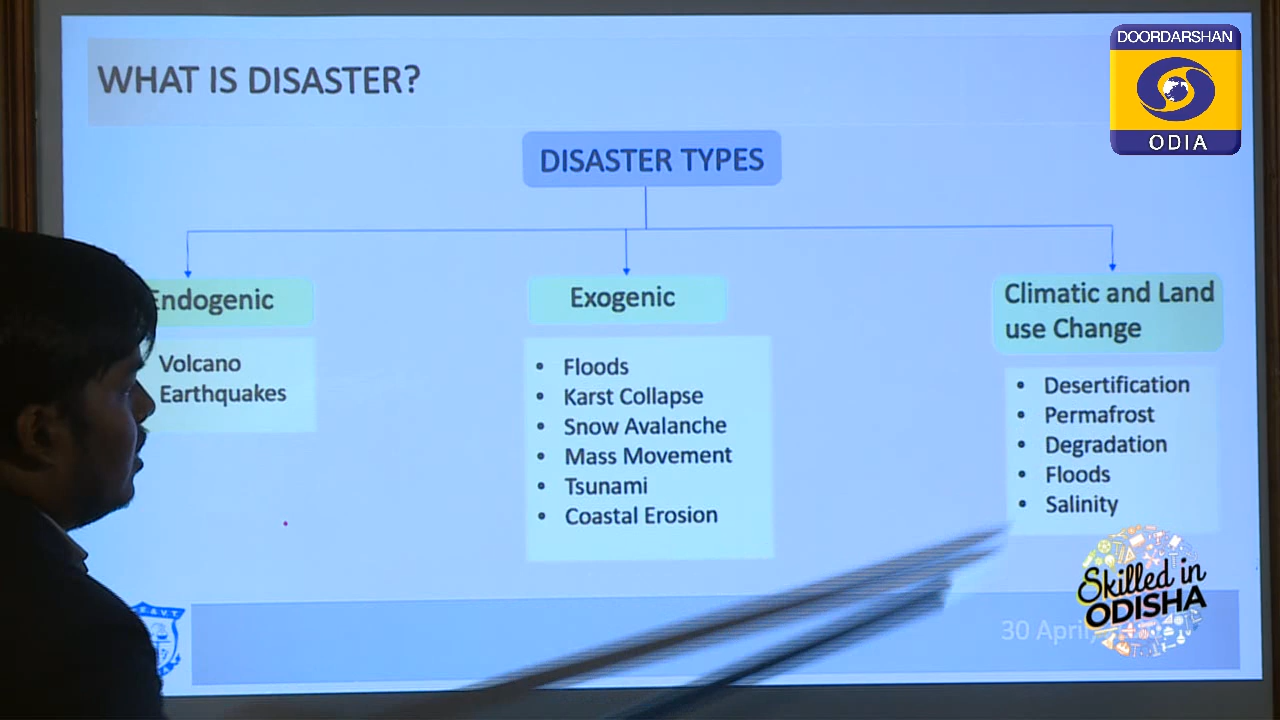 WHAT IS DISASTER?
DOORDARSHAN
ODIA
DISASTER TYPES
Endogenic
Volcano
Earthquakes
Exogenic
• Floods
• Karst Collapse
• Snow Avalanche
• Mass Movement
• Tsunami
• Coastal Erosion
Climatic and Land
use Change
• Desertification
• Permafrost
• Degradation
• Floods
• Salinity
Skilled in
ODISHA
30 April